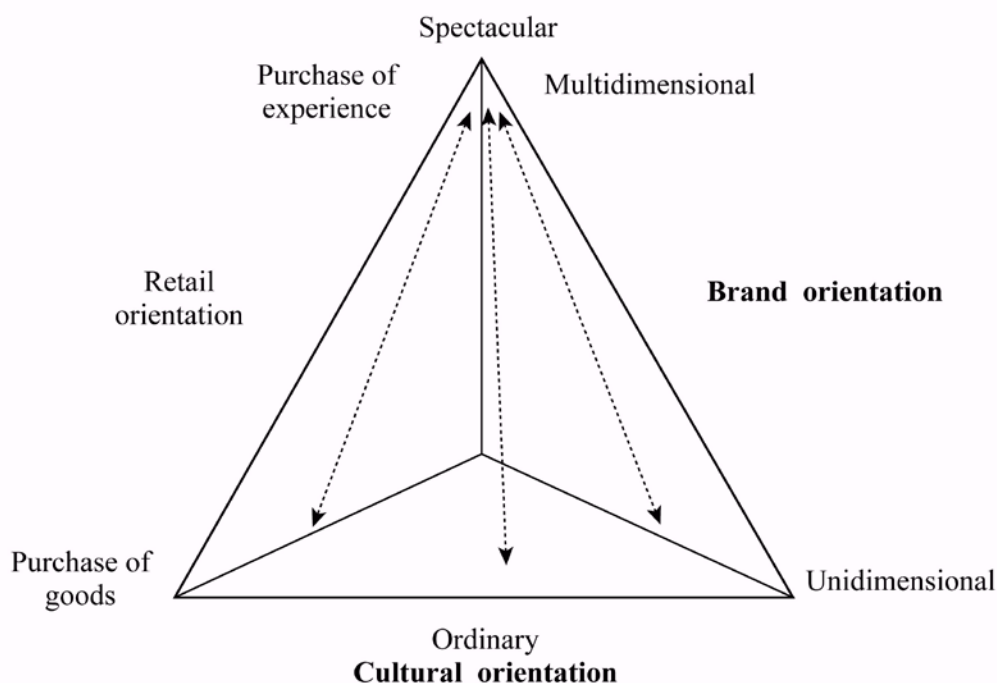 Spectacular
Purchase of
experience
Multidimensional
Retail
orientation
Brand orientation
Purchase of
goods
Unidimensional
Ordinary
Cultural orientation